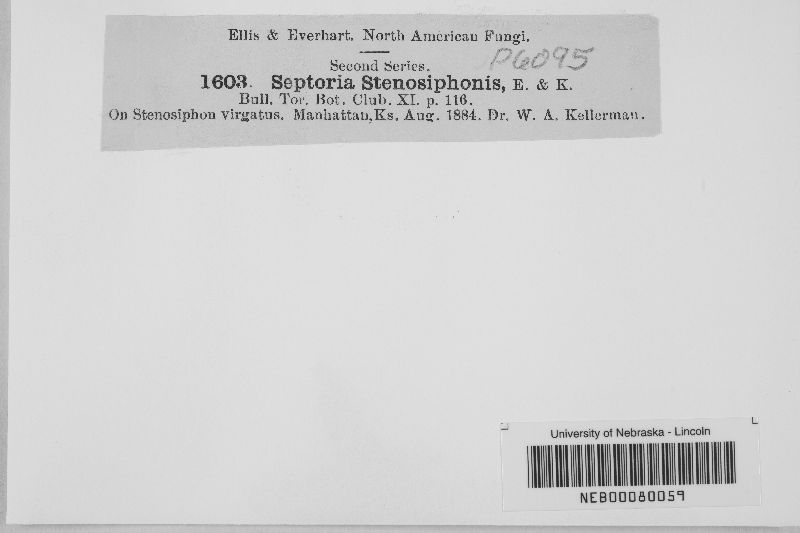 Ellis & Everhart. North American Fungi.
P6095
Second Series.
1603. Septoria Stenosiphonis, E. & K.
Bull. Tor. Bot. Club. XI. p. 116.
On Stenosiphon virgatus. Manhattan, Ks. Aug. 1884. Dr. W. A. Kellerman.
University of Nebraska - Lincoln
NEB00080059